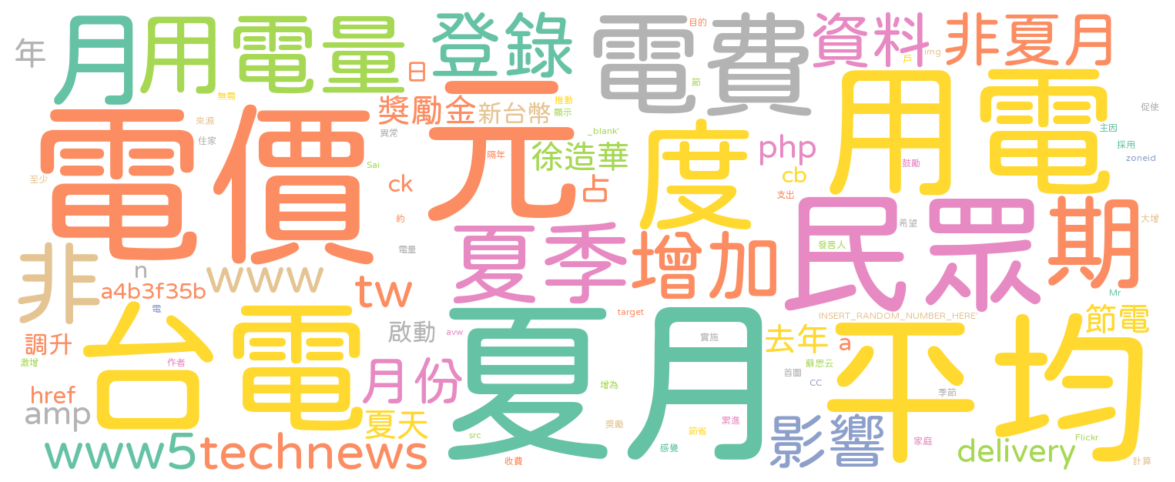 年
月
用電量
日
登錄
電費
目的
資料
img
戶
非夏月
無需
獎勵金
新台幣
推動
顯示
節
用電
促使
電價
來源
住家
異常
Sai
元
隔年
_blank'
徐造華
度
php
cb
主因
採用
zoneid
鼓勵
至少
ck
占
支出
約
民眾
期
大增
希望
發言人
電量
夏季
增加
非
n
www
a4b3f35b
tw
電
Mr
INSERT_RANDOM_NUMBER_HERE'
台電
啟動
avw
target
夏月
實施
去年
a
平均
節電
調升
激增
作者
月份
蘇思云
首圖
CC
季節
href
amp
夏天
增為
獎勵
節省
累進
影響
家庭
src
感覺
www5technews
收費
delivery
Flickr
計算